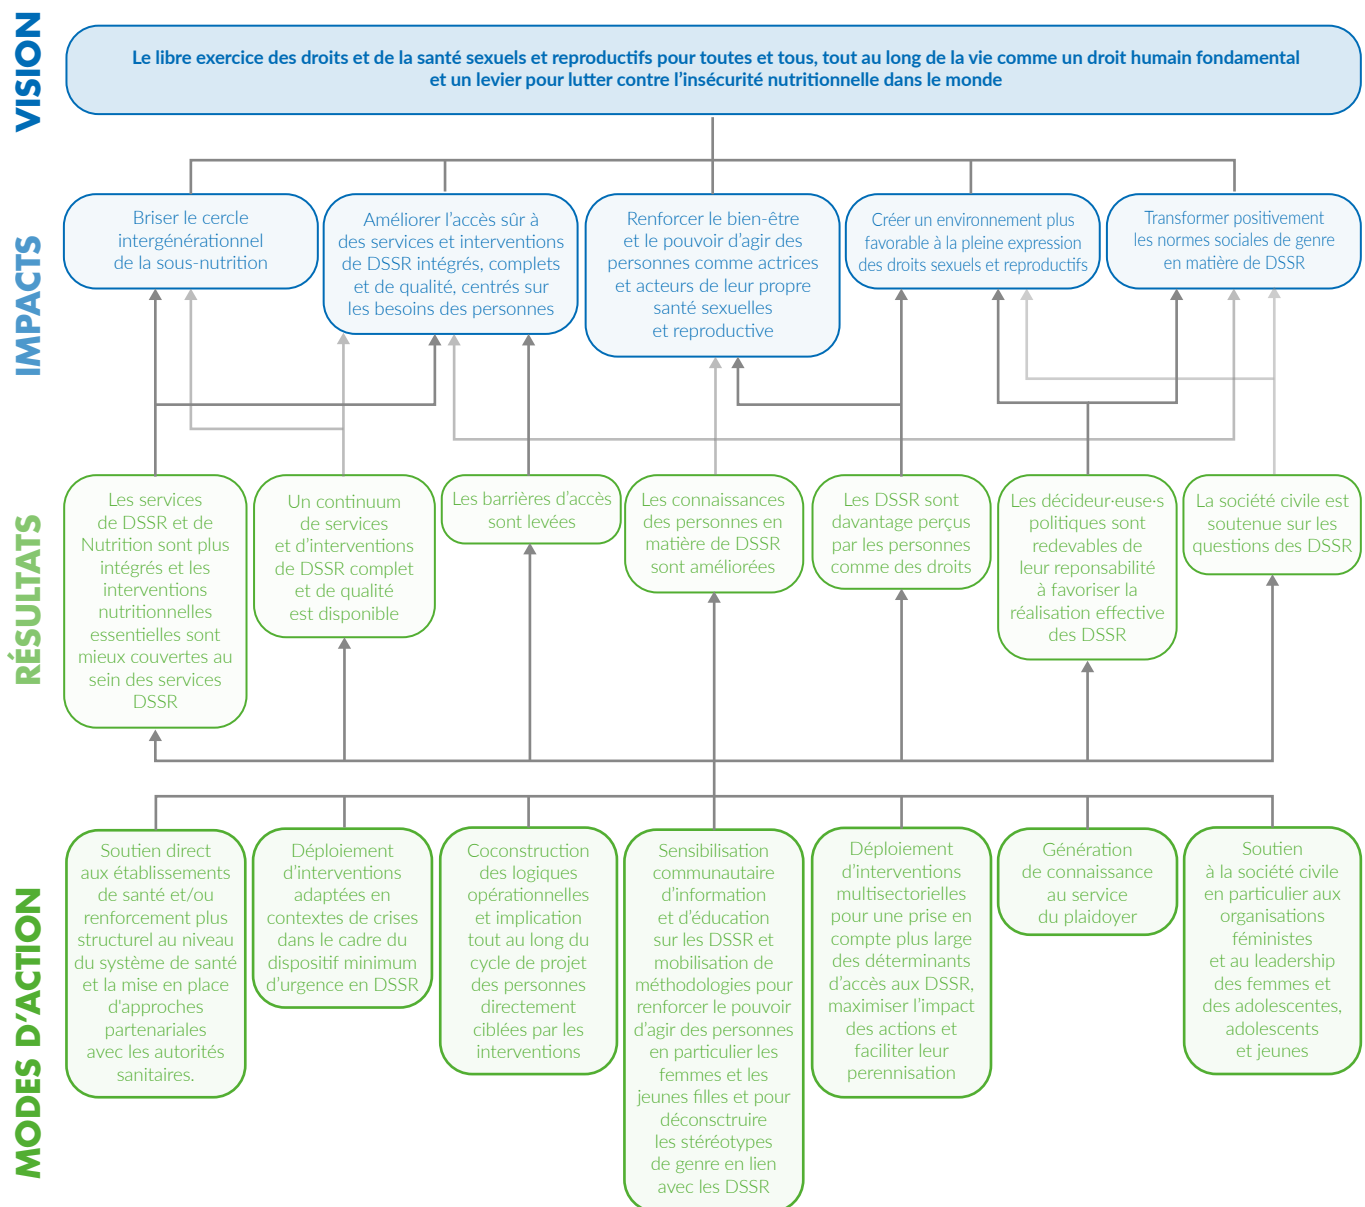 VISION
Le libre exercice des droits et de la santé sexuels et reproductifs pour toutes et tous, tout au long de la vie comme un droit humain fondamental
et un levier pour lutter contre l’insécurité nutritionnelle dans le monde
IMPACTS
Briser le cercle
intergénérationnel
de la sous-nutrition
Améliorer l’accès sûr à
des services et interventions
de DSSR intégrés, complets
et de qualité, centrés sur
les besoins des personnes
Renforcer le bien-être
et le pouvoir d’agir des
personnes comme actrices
et acteurs de leur propre
santé sexuelles
et reproductive
Créer un environnement plus
favorable à la pleine expression
des droits sexuels et reproductifs
Transformer positivement
les normes sociales de genre
en matière de DSSR
RÉSULTATS
Les services
de DSSR et de
Nutrition sont plus
intégrés et les
interventions
nutritionnelles
essentielles sont
mieux couvertes au
sein des services
DSSR
Un continuum
de services
et d’interventions
de DSSR complet
et de qualité
est disponible
Les barrières d’accès
sont levées
Les connaissances
des personnes en
matière de DSSR
sont améliorées
Les DSSR sont
davantage perçus
par les personnes
comme des droits
Les décideur·euse·s
politiques sont
redevables de
leur reponsabilité
à favoriser la
réalisation effective
des DSSR
La société civile est
soutenue sur les
questions des DSSR
MODES D’ACTION
Soutien direct
aux établissements
de santé et/ou
renforcement plus
structurel au niveau
du système de santé
et la mise en place
d'approches
partenariales
avec les autorités
sanitaires.
Déploiement
d’interventions
adaptées en
contextes de crises
dans le cadre du
dispositif minimum
d’urgence en DSSR
Coconstruction
des logiques
opérationnelles
et implication
tout au long du
cycle de projet
des personnes
directement
ciblées par les
interventions
Sensibilisation
communautaire
d’information
et d’éducation
sur les DSSR et
mobilisation de
méthodologies pour
renforcer le pouvoir
d’agir des personnes
en particulier les
femmes et les
jeunes filles et pour
déconsctruire
les stéréotypes
de genre en lien
avec les DSSR
Déploiement
d’interventions
multisectorielles
pour une prise en
compte plus large
des déterminants
d’accès aux DSSR,
maximiser l’impact
des actions et
faciliter leur
perennisation
Génération
de connaissance
au service
du plaidoyer
Soutien
à la société civile
en particulier aux
organisations
féministes
et au leadership
des femmes et
des adolescentes,
adolescents
et jeunes